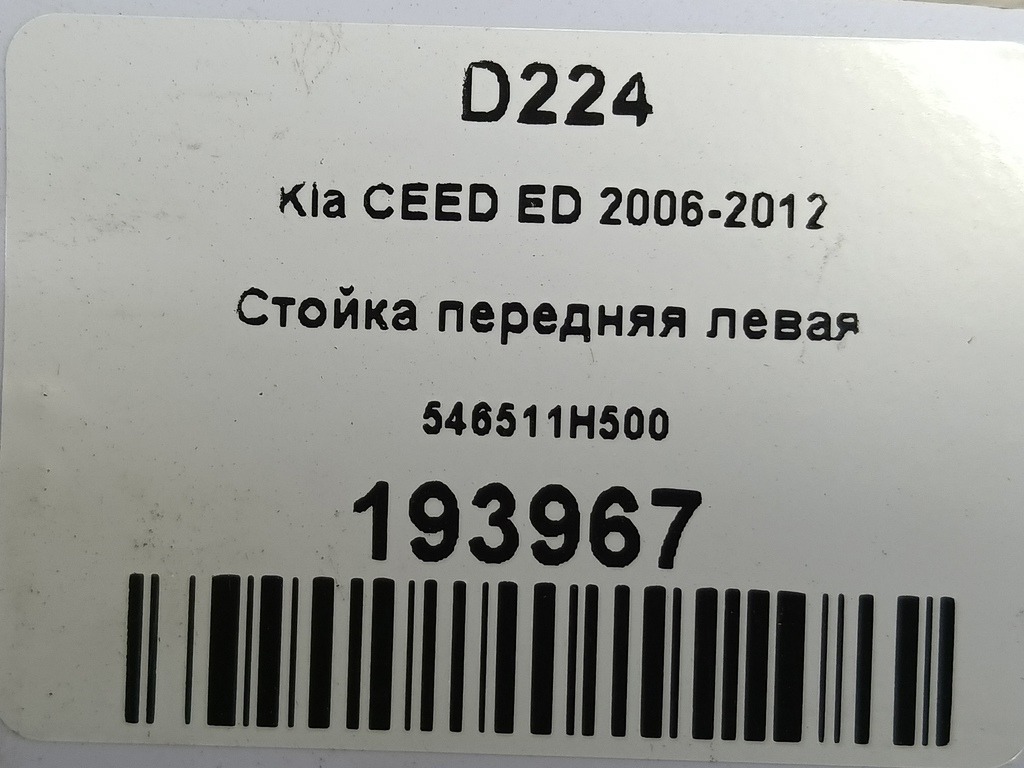 D224
Kia CEED ED 2006-2012
Стойка передняя левая
546511H500
193967